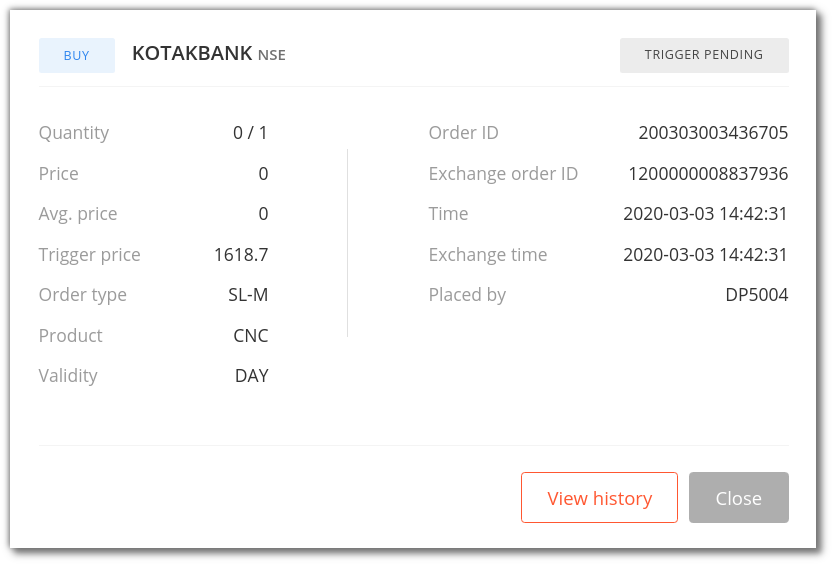 BUY KOTAKBANK NSE TRIGGER PENDING
Quantity 0 / 1 Order ID 200303003436705
Price 0 Exchange order ID 1200000008837936
Avg. price 0 Time 2020-03-03 14:42:31
Trigger price 1618.7 Exchange time 2020-03-03 14:42:31
Order type SL-M Placed by DP5004
Product CNC
Validity DAY
View history Close